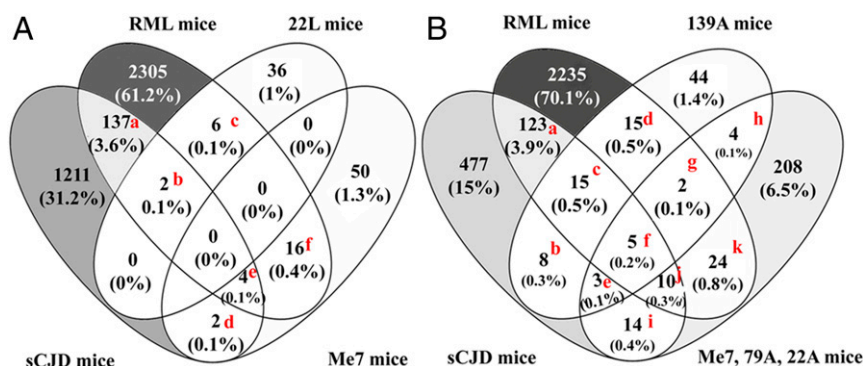 A
RML mice
22L mice
2305
(61.2%)
36
(1%)
137 a
(3.6%)
6 c
(0.1%)
0
(0%)
1211
(31.2%)
2 b
0.1%)
0
(0%)
50
(1.3%)
0
(0%)
0
(0%)
4 e
(0.1%)
16 f
(0.4%)
2 d
(0.1%)
sCJD mice
Me7 mice
B
RML mice
139A mice
2235
(70.1%)
44
(1.4%)
h
123 a
(3.9%)
15 d
(0.5%)
4
(0.1%)
477
(15%)
15 c
(0.5%)
g
2
(0.1%)
208
(6.5%)
8 b
(0.3%)
5 f
(0.2%)
24 k
(0.8%)
3 e
(0.1%)
10 j
(0.3%)
14 i
(0.4%)
sCJD mice
Me7, 79A, 22A mice